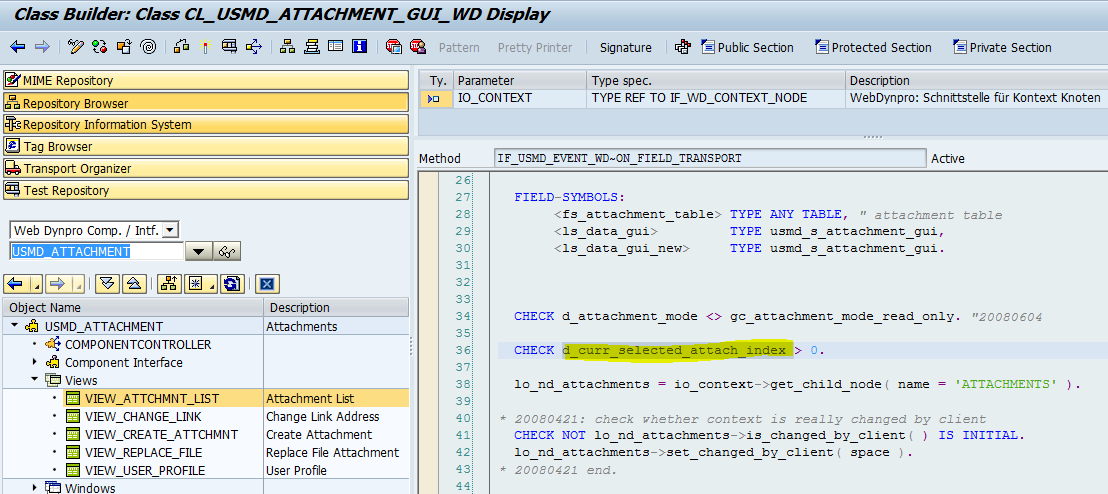 Class Builder: Class CL_USMD_ATTACHMENT_GUI_WD Display
Pattern Pretty Printer Signature Public Section Protected Section Private Section
MIME Repository
Repository Browser
Repository Information System
Tag Browser
Transport Organizer
Test Repository
Web Dynpro Comp. / Intf.
USMD_ATTACHMENT
Object Name Description
USMD_ATTACHMENT Attachments
COMPONENTCONTROLLER
Component Interface
Views
VIEW_ATTCHMNT_LIST Attachment List
VIEW_CHANGE_LINK Change Link Address
VIEW_CREATE_ATTCHMNT Create Attachment
VIEW_REPLACE_FILE Replace File Attachment
VIEW_USER_PROFILE User Profile
Windows
Ty. Parameter Type spec. Description
IO_CONTEXT TYPE REF TO IF_WD_CONTEXT_NODE WebDynpro: Schnittstelle für Kontext Knoten
Method IF_USMD_EVENT_WD~ON_FIELD_TRANSPORT Active
26
27 FIELD-SYMBOLS:
28 <fs_attachment_table> TYPE ANY TABLE, " attachment table
29 <ls_data_gui> TYPE usmd_s_attachment_gui,
30 <ls_data_gui_new> TYPE usmd_s_attachment_gui.
31
32
33
34 CHECK d_attachment_mode <> gc_attachment_mode_read_only. "20080604
35
36 CHECK d_curr_selected_attach_index > 0.
37
38 lo_nd_attachments = io_context->get_child_node( name = 'ATTACHMENTS' ).
39
40 * 20080421: check whether context is really changed by client
41 CHECK NOT lo_nd_attachments->is_changed_by_client( ) IS INITIAL.
42 lo_nd_attachments->set_changed_by_client( space ).
43 * 20080421 end.
44